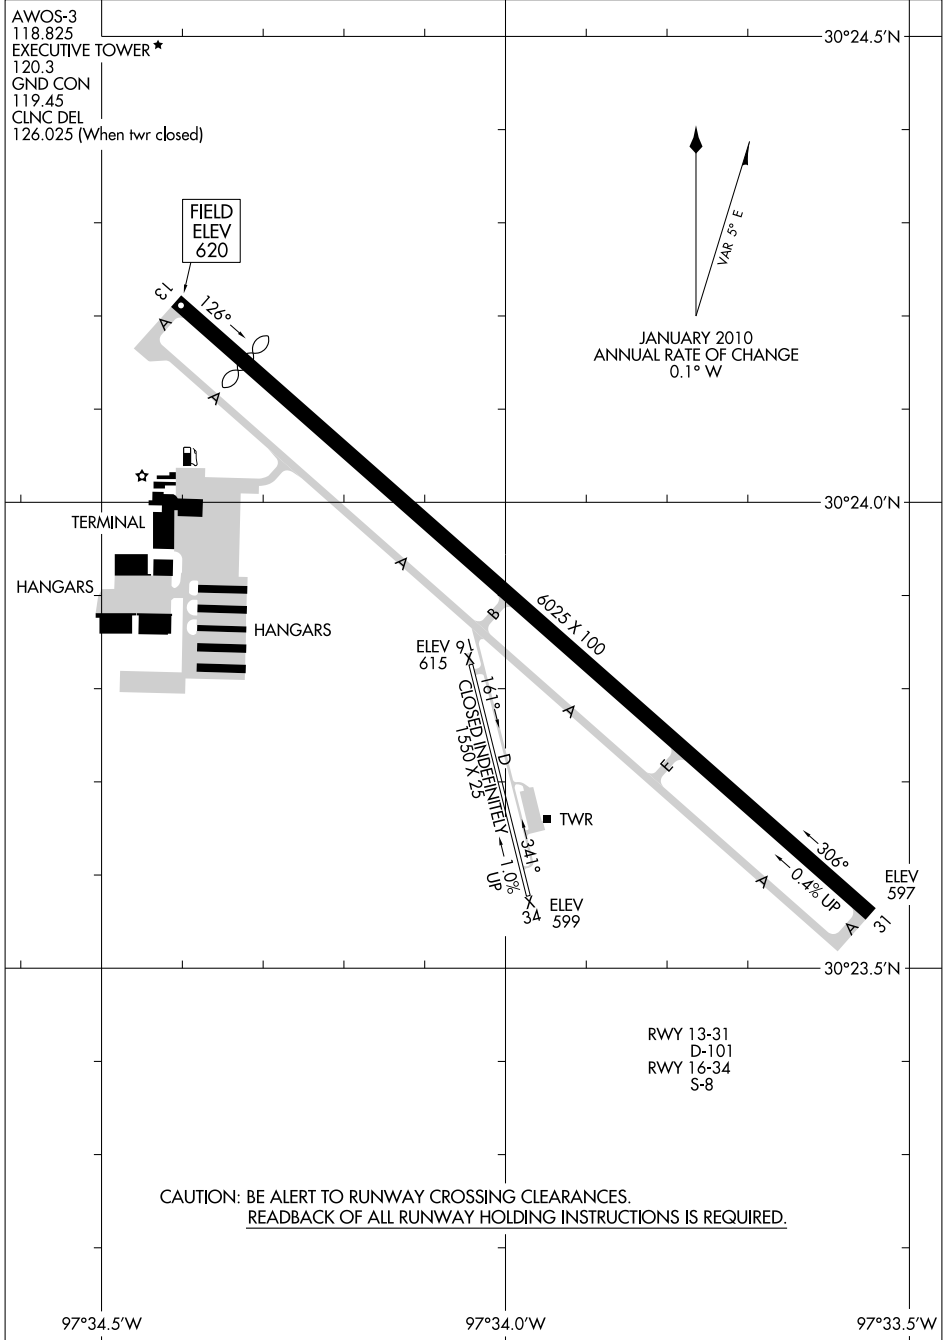 AWOS-3
118.825
EXECUTIVE TOWER★
120.3
GND CON
119.45
CLNC DEL
126.025 (When twr closed)
30°24.5'N
VAR 5° E
JANUARY 2010
ANNUAL RATE OF CHANGE
0.1° W
FIELD
ELEV
620
13
126°
A
A
30°24.0'N
TERMINAL
HANGARS
HANGARS
A
B
6025 X 100
ELEV
615
16
161°
CLOSED INDEFINITELY
1550 X 25
D
A
E
TWR
341°
1.0%
UP
34
ELEV
599
306°
0.4% UP
A
ELEV
597
A
31
30°23.5'N
RWY 13-31
D-101
RWY 16-34
S-8
CAUTION: BE ALERT TO RUNWAY CROSSING CLEARANCES.
READBACK OF ALL RUNWAY HOLDING INSTRUCTIONS IS REQUIRED.
97°34.5'W
97°34.0'W
97°33.5'W